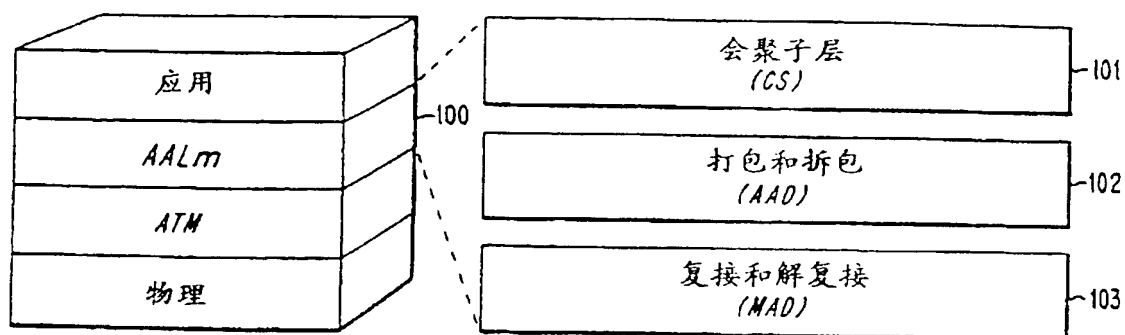 应用
AALm
ATM
物理
100
会聚子层
(CS)
101
打包和拆包
(AAD)
102
复接和解复接
(MAD)
103